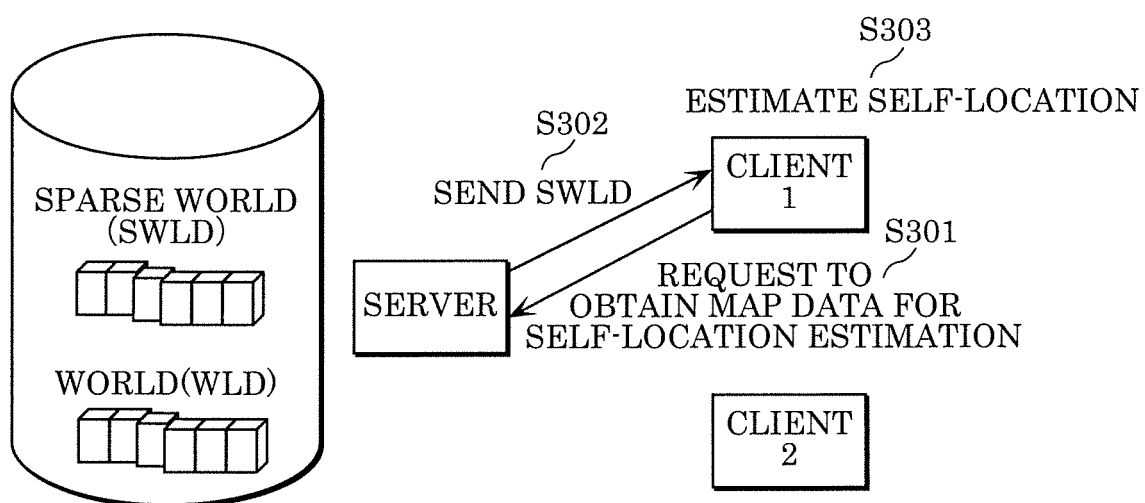 S303
ESTIMATE SELF-LOCATION
S302
SEND SWLD
CLIENT
1
SPARSE WORLD
(SWLD)
S301
REQUEST TO
OBTAIN MAP DATA FOR
SELF-LOCATION ESTIMATION
SERVER
WORLD(WLD)
CLIENT
2